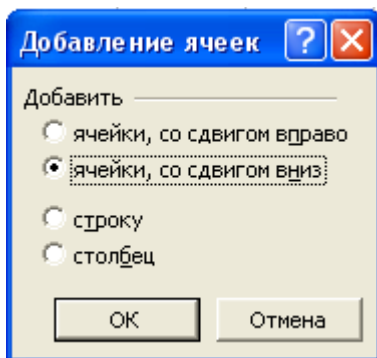 Добавление ячеек
Добавить
ячейки, со сдвигом вправо
ячейки, со сдвигом вниз
строку
столбец
ОК
Отмена